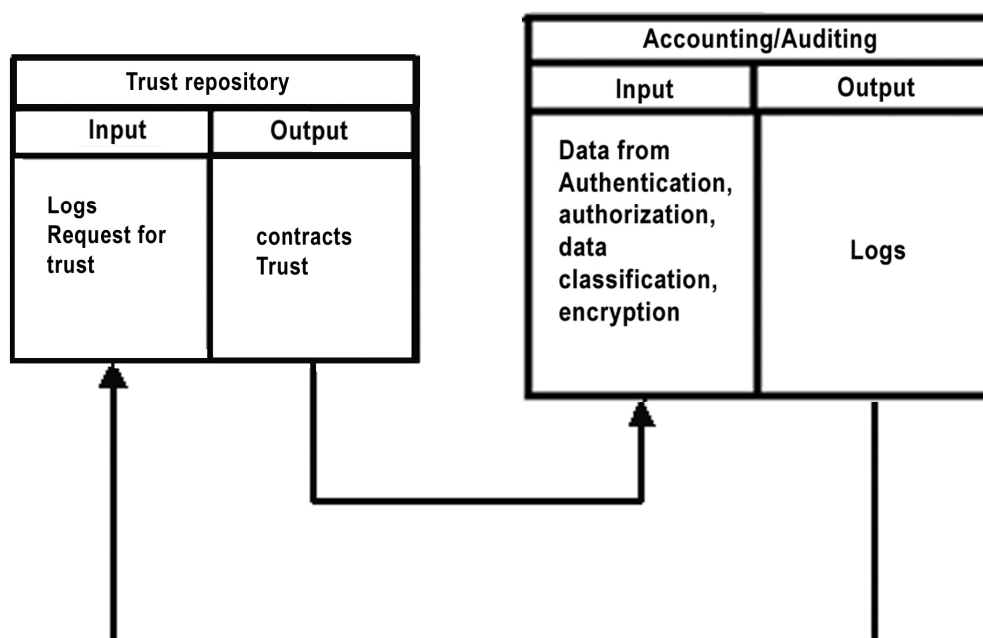 Trust repository
Input
Output
Logs
Request for
trust
contracts
Trust
Accounting/Auditing
Input
Output
Data from
Authentication,
authorization,
data
classification,
encryption
Logs